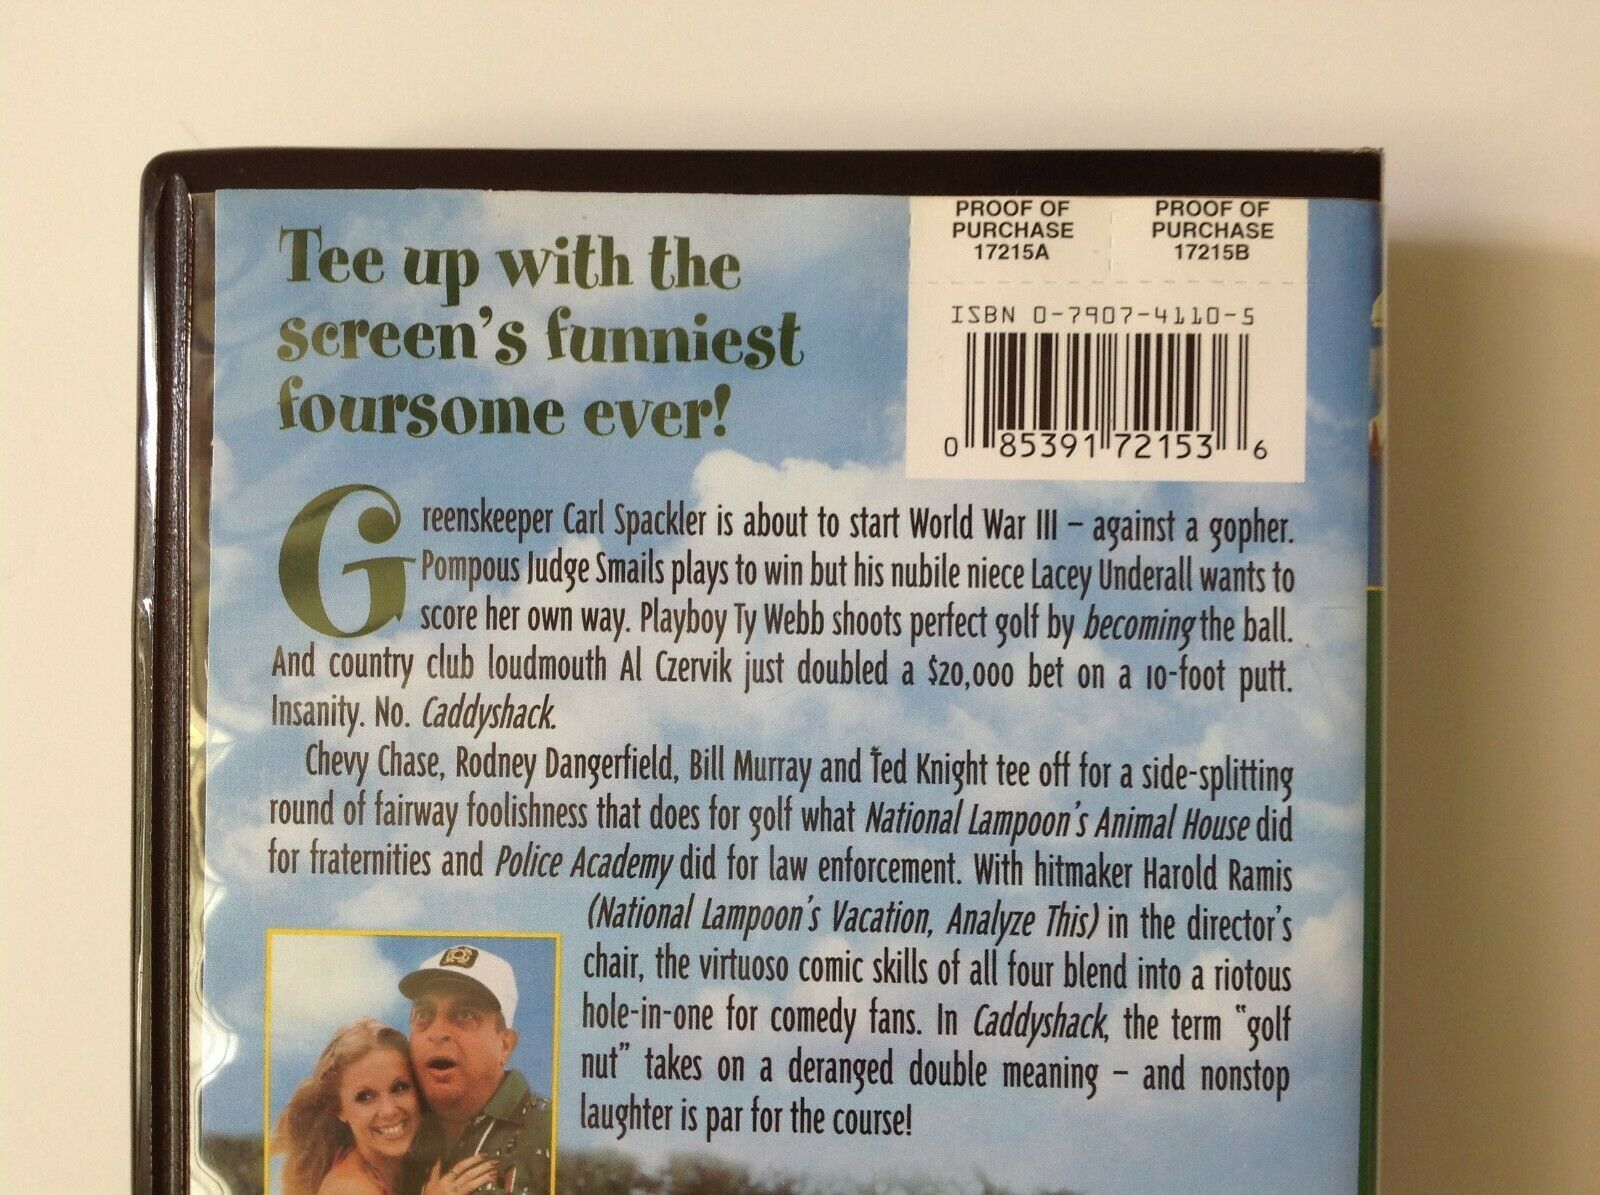 Tee up with the
screen's funniest
foursome ever!
PROOF OF
PURCHASE
17215A
PROOF OF
PURCHASE
17215B
ISBN 0-7907-4110-5
0 85391 72153 6
Greenskeeper Carl Spackler is about to start World War III – against a gopher.
Pompous Judge Smails plays to win but his nubile niece Lacey Underall wants to
score her own way. Playboy Ty Webb shoots perfect golf by becoming the ball.
And country club loudmouth Al Czervik just doubled a $20,000 bet on a 10-foot putt.
Insanity. No. Caddyshack.
Chevy Chase, Rodney Dangerfield, Bill Murray and Ted Knight tee off for a side-splitting
round of fairway foolishness that does for golf what National Lampoon's Animal House did
for fraternities and Police Academy did for law enforcement. With hitmaker Harold Ramis
(National Lampoon's Vacation, Analyze This) in the director's
chair, the virtuoso comic skills of all four blend into a riotous
hole-in-one for comedy fans. In Caddyshack, the term "golf
nut" takes on a deranged double meaning – and nonstop
laughter is par for the course!